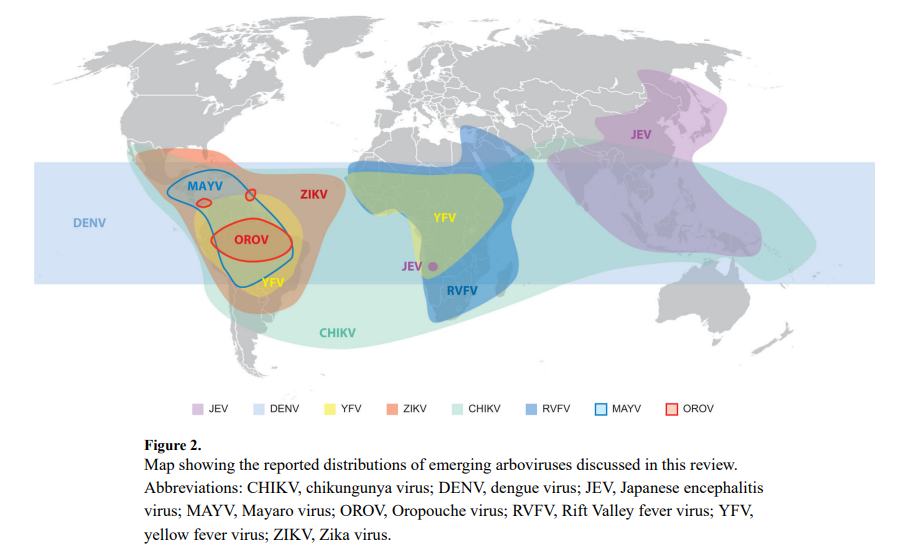 JEV
MAYV
ZIKV
DENV
YFV
OROV
JEV
YFV
RVFV
CHIKV
JEV DENV YFV ZIKV CHIKV RVFV MAYV OROV
Figure 2.
Map showing the reported distributions of emerging arboviruses discussed in this review.
Abbreviations: CHIKV, chikungunya virus; DENV, dengue virus; JEV, Japanese encephalitis
virus; MAYV, Mayaro virus; OROV, Oropouche virus; RVFV, Rift Valley fever virus; YFV,
yellow fever virus; ZIKV, Zika virus.